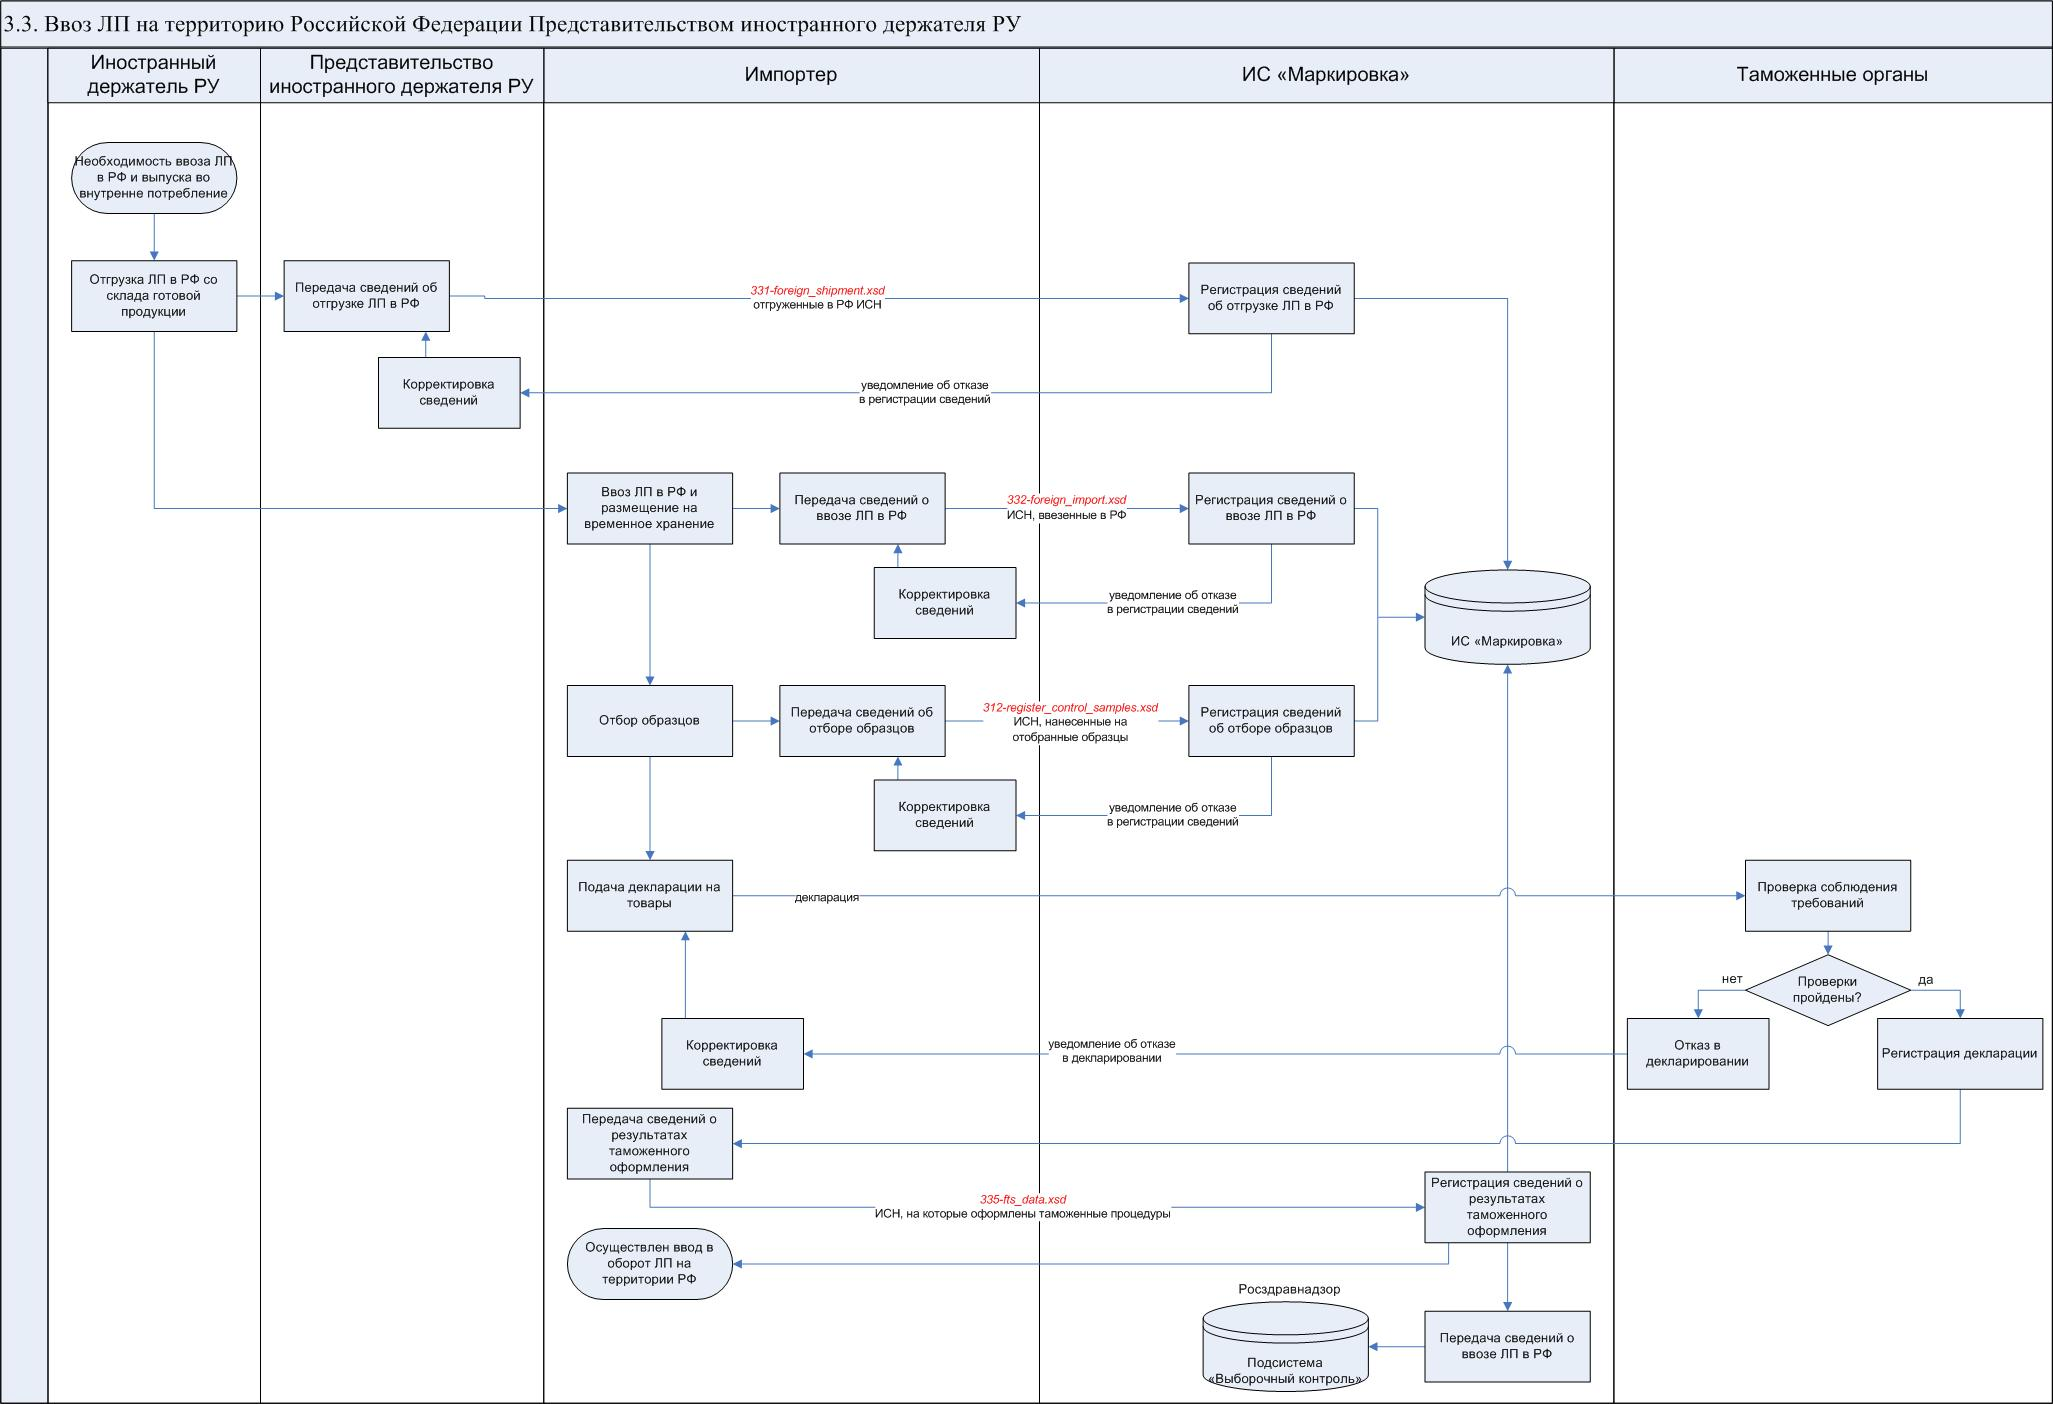 3.3. Ввоз ЛП на территорию Российской Федерации Представительством иностранного держателя РУ
Иностранный
держатель РУ
Представительство
иностранного держателя РУ
Импортер
ИС «Маркировка»
Таможенные органы
Необходимость ввоза ЛП
в РФ и выпуска во
внутренне потребление
Отгрузка ЛП в РФ со
склада готовой
продукции
Передача сведений об
отгрузке ЛП в РФ
331-foreign_shipment.xsd
отгруженные в РФ ИСН
Регистрация сведений
об отгрузке ЛП в РФ
Корректировка
сведений
уведомление об отказе
в регистрации сведений
Ввоз ЛП в РФ и
размещение на
временное хранение
Передача сведений о
ввозе ЛП в РФ
332-foreign_import.xsd
ИСН, ввезенные в РФ
Регистрация сведений о
ввозе ЛП в РФ
Корректировка
сведений
уведомление об отказе
в регистрации сведений
ИС «Маркировка»
Отбор образцов
Передача сведений об
отборе образцов
312-register_control_samples.xsd
ИСН, нанесенные на
отобранные образцы
Регистрация сведений
об отборе образцов
Корректировка
сведений
уведомление об отказе
в регистрации сведений
Подача декларации на
товары
декларация
Проверка соблюдения
требований
Проверки
пройдены?
нет
да
Корректировка
сведений
уведомление об отказе
в декларировании
Отказ в
декларировании
Регистрация декларации
Передача сведений о
результатах
таможенного
оформления
335-fts_data.xsd
ИСН, на которые оформлены таможенные процедуры
Регистрация сведений о
результатах
таможенного
оформления
Осуществлен ввод в
оборот ЛП на
территории РФ
Росздравнадзор
Подсистема
«Выборочный контроль»
Передача сведений о
ввозе ЛП в РФ